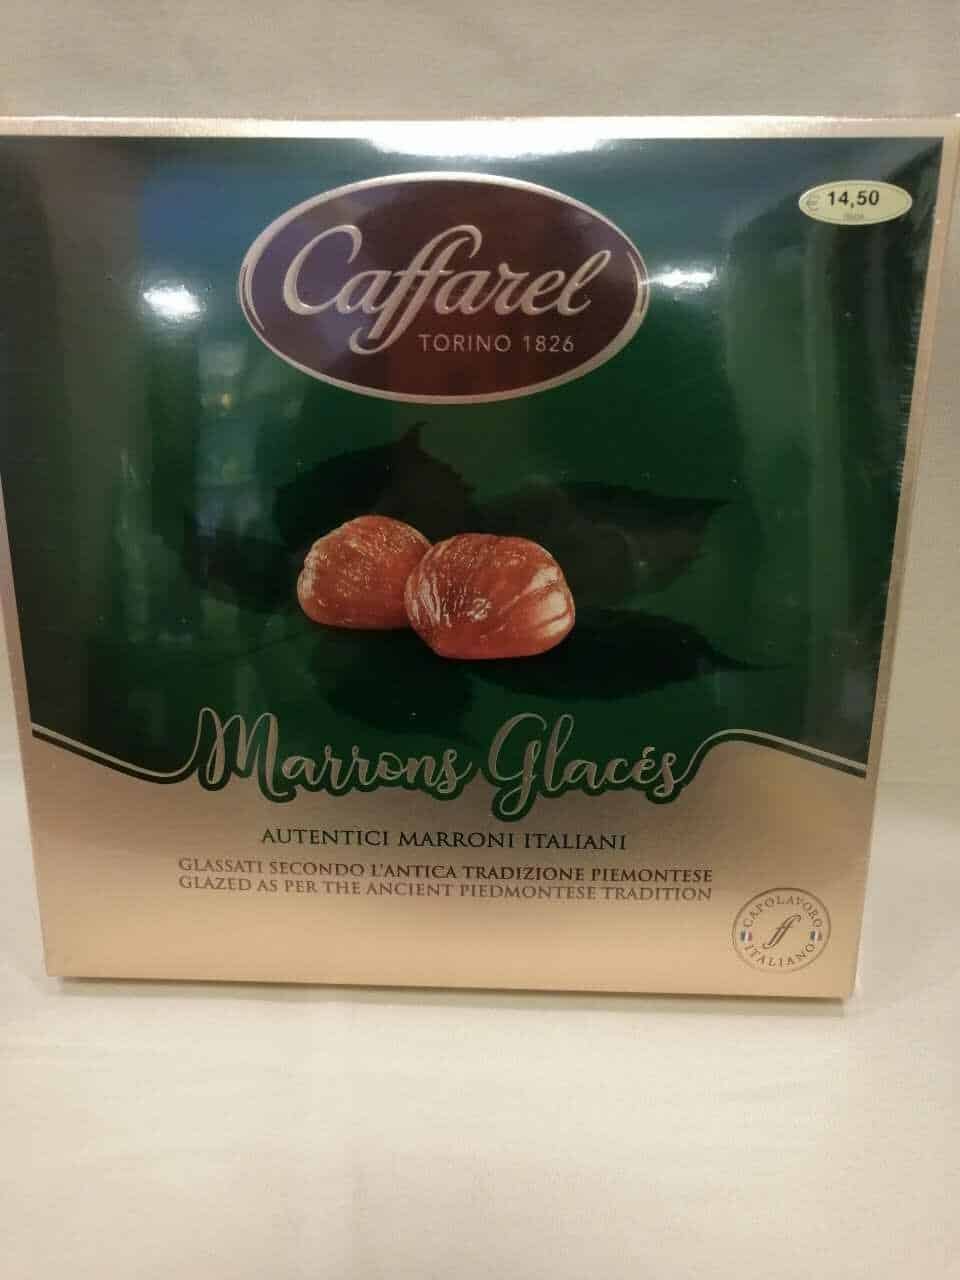 € 14,50
Caffarel
TORINO 1826
Marrons Glacés
AUTENTICI MARRONI ITALIANI
GLASSATI SECONDO L'ANTICA TRADIZIONE PIEMONTESE
GLAZED AS PER THE ANCIENT PIEDMONTESE TRADITION
CAPOLAVORO
ff
ITALIANO